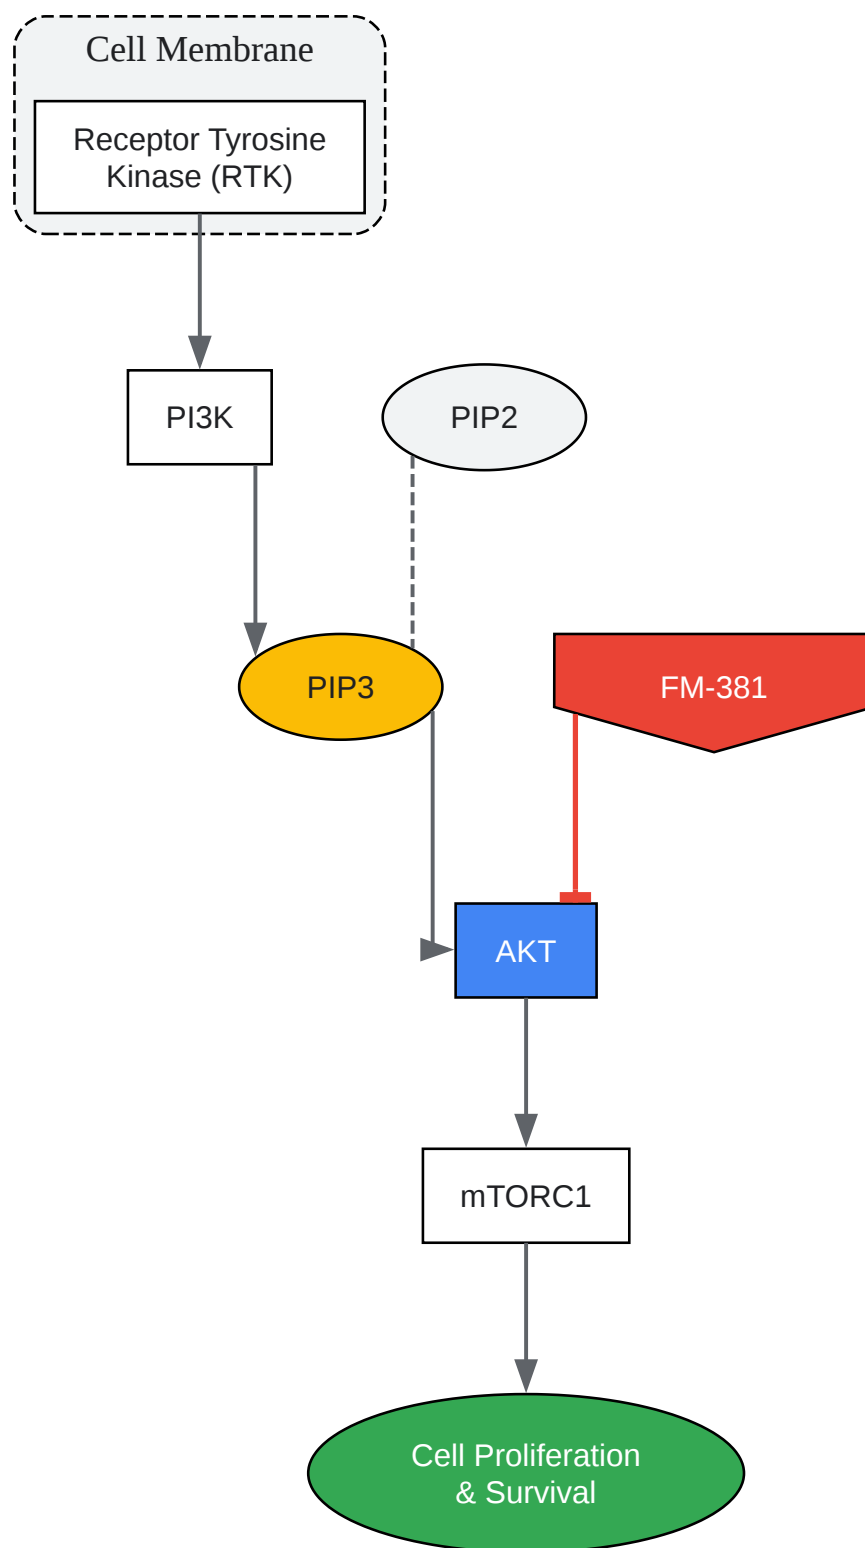 Cell Membrane
Receptor Tyrosine
Kinase (RTK)
PI3K
PIP2
PIP3
FM-381
AKT
mTORC1
Cell Proliferation
& Survival